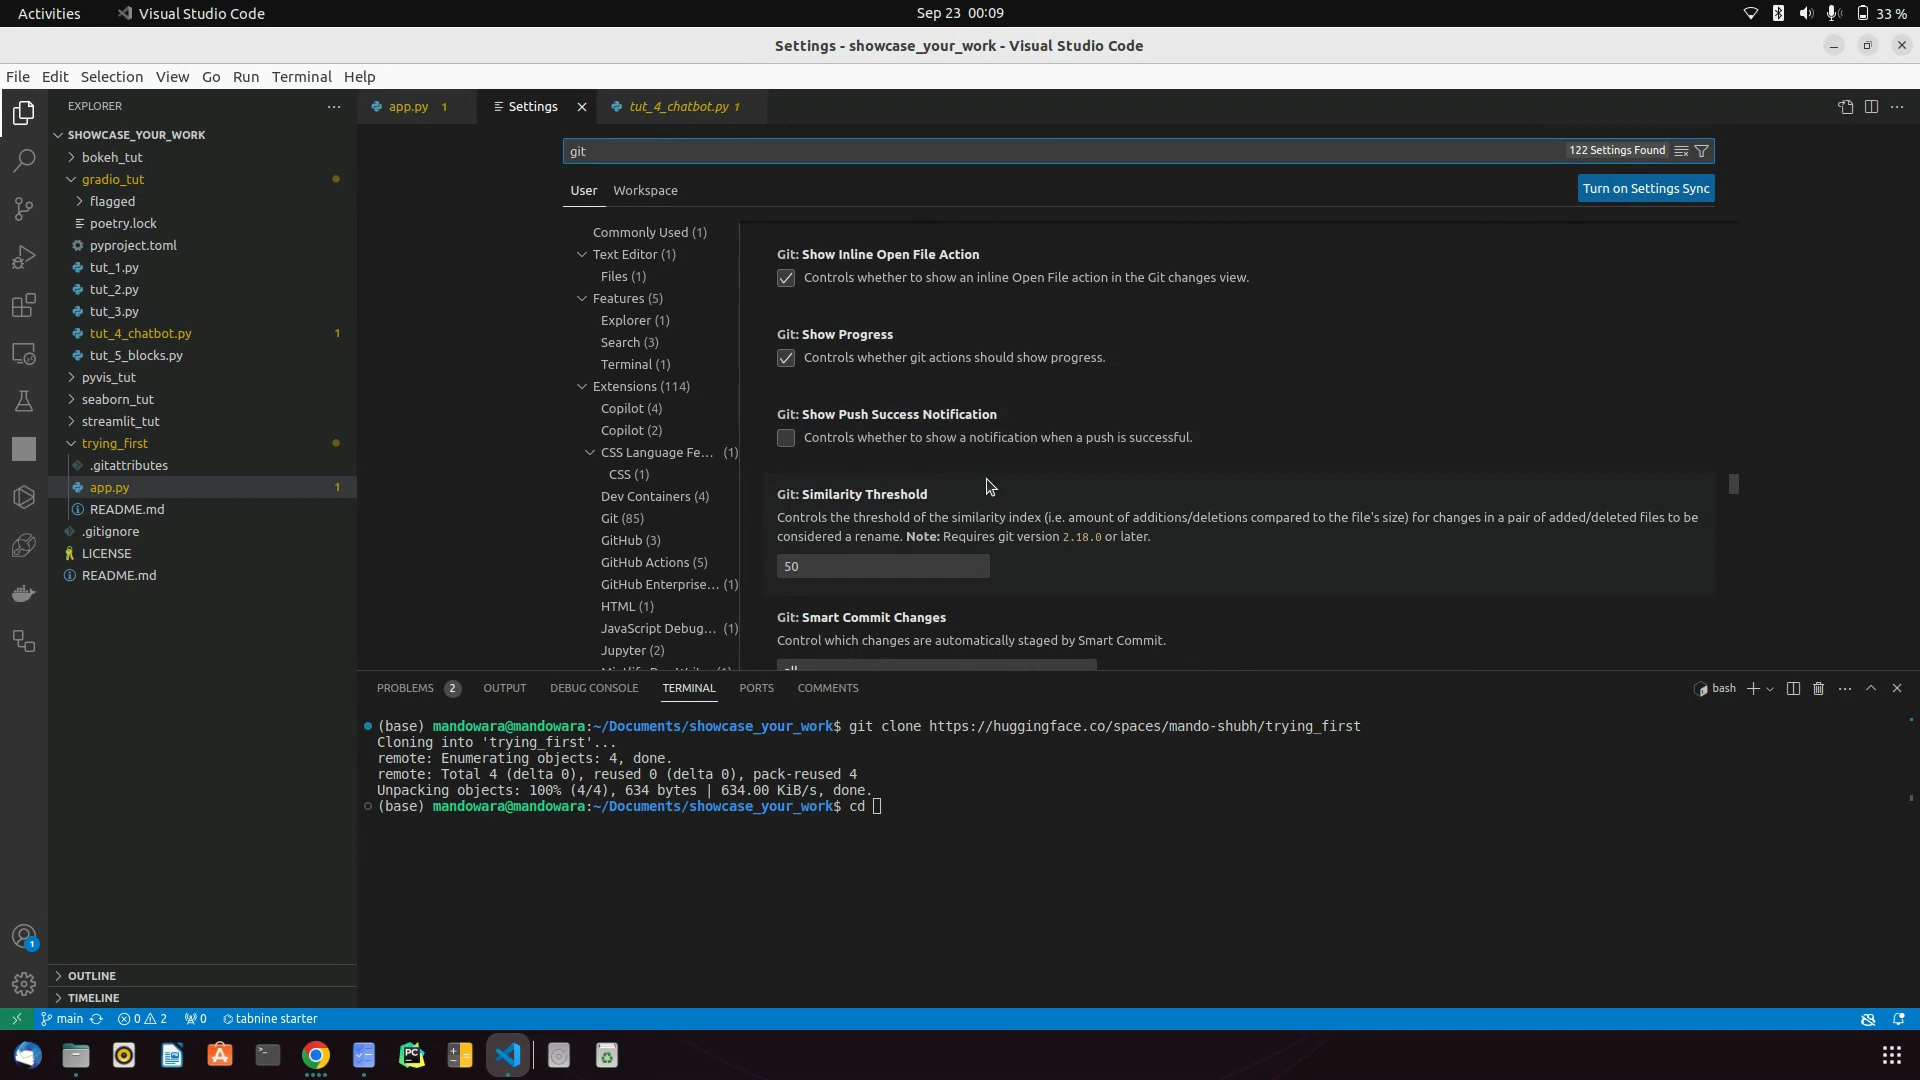 Activities
Visual Studio Code
Sep 23 00:09
33 %
Settings - showcase_your_work - Visual Studio Code
File Edit Selection View Go Run Terminal Help
EXPLORER
SHOWCASE_YOUR_WORK
bokeh_tut
gradio_tut
flagged
poetry.lock
pyproject.toml
tut_1.py
tut_2.py
tut_3.py
tut_4_chatbot.py 1
tut_5_blocks.py
pyvis_tut
seaborn_tut
streamlit_tut
trying_first
.gitattributes
app.py 1
README.md
.gitignore
LICENSE
README.md
OUTLINE
TIMELINE
app.py 1
Settings
tut_4_chatbot.py 1
git
122 Settings Found
User Workspace
Turn on Settings Sync
Commonly Used (1)
Text Editor (1)
Files (1)
Features (5)
Explorer (1)
Search (3)
Terminal (1)
Extensions (114)
Copilot (4)
Copilot (2)
CSS Language Fe... (1)
CSS (1)
Dev Containers (4)
Git (85)
GitHub (3)
GitHub Actions (5)
GitHub Enterprise... (1)
HTML (1)
JavaScript Debug... (1)
Jupyter (2)
Git: Show Inline Open File Action
Controls whether to show an inline Open File action in the Git changes view.
Git: Show Progress
Controls whether git actions should show progress.
Git: Show Push Success Notification
Controls whether to show a notification when a push is successful.
Git: Similarity Threshold
Controls the threshold of the similarity index (i.e. amount of additions/deletions compared to the file's size) for changes in a pair of added/deleted files to be
considered a rename. Note: Requires git version 2.18.0 or later.
50
Git: Smart Commit Changes
Control which changes are automatically staged by Smart Commit.
PROBLEMS 2 OUTPUT DEBUG CONSOLE TERMINAL PORTS COMMENTS
bash
(base) mandowara@mandowara:~/Documents/showcase_your_work$ git clone https://huggingface.co/spaces/mando-shubh/trying_first
Cloning into 'trying_first'...
remote: Enumerating objects: 4, done.
remote: Total 4 (delta 0), reused 0 (delta 0), pack-reused 4
Unpacking objects: 100% (4/4), 634 bytes | 634.00 KiB/s, done.
(base) mandowara@mandowara:~/Documents/showcase_your_work$ cd
1
main 0 2 0 tabnine starter
PC